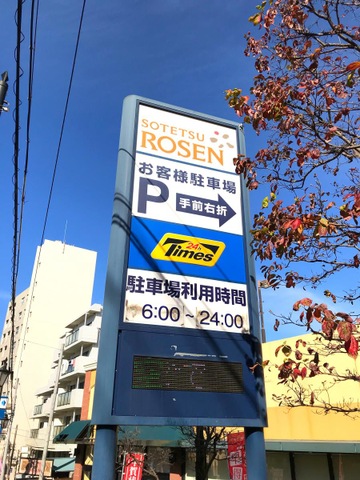 SOTETSU
ROSEN
お客様駐車場
P 手前右折
24h
Times
駐車場利用時間
6:00~24:00